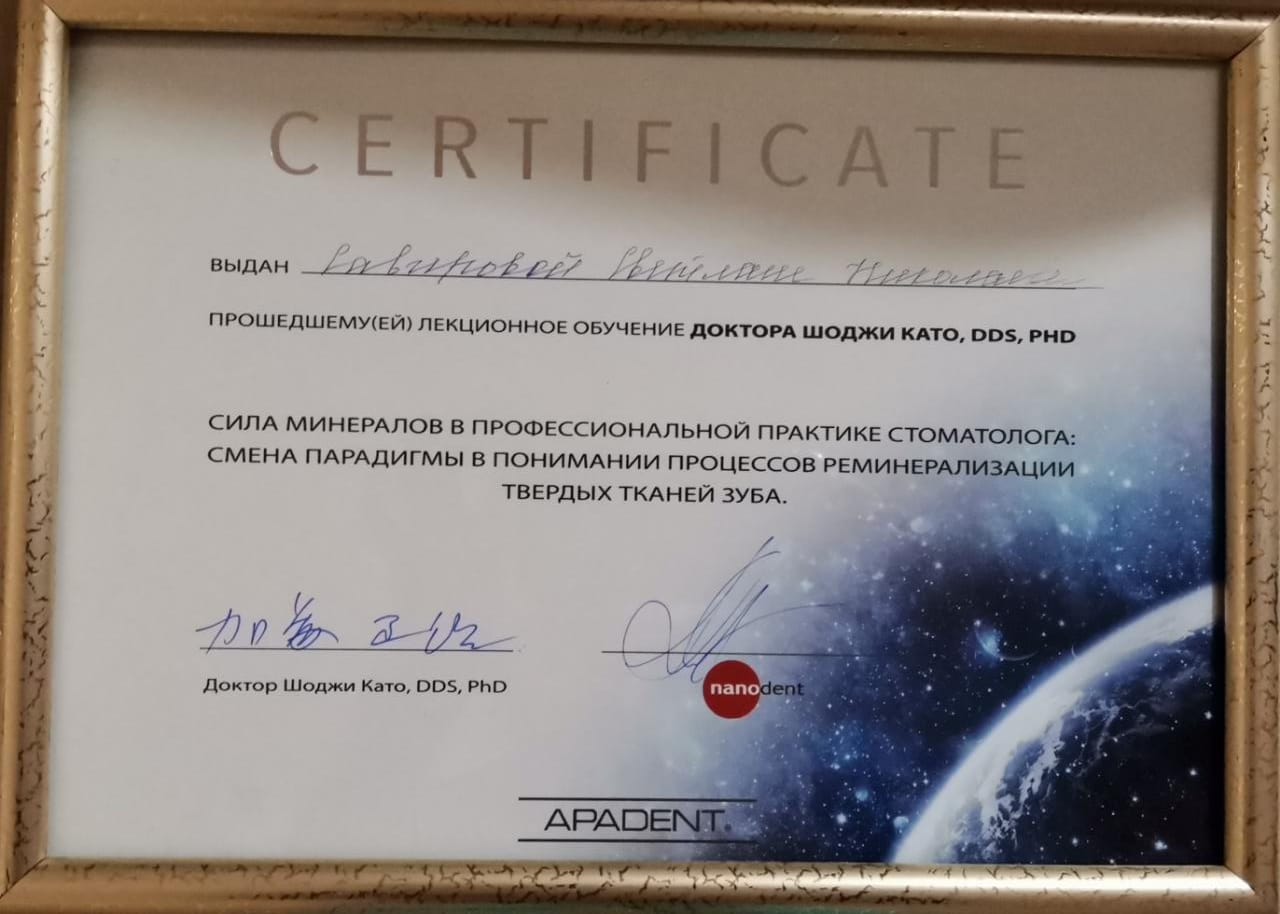 CERTIFICATE
ВЫДАН Светлане
ПРОШЕДШЕМУ(ЕЙ) ЛЕКЦИОННОЕ ОБУЧЕНИЕ ДОКТОРА ШОДЖИ КАТО, DDS, PHD
СИЛА МИНЕРАЛОВ В ПРОФЕССИОНАЛЬНОЙ ПРАКТИКЕ СТОМАТОЛОГА:
СМЕНА ПАРАДИГМЫ В ПОНИМАНИИ ПРОЦЕССОВ РЕМИНЕРАЛИЗАЦИИ
ТВЕРДЫХ ТКАНЕЙ ЗУБА.
Доктор Шоджи Като, DDS, PhD
nanodent
APADENT®